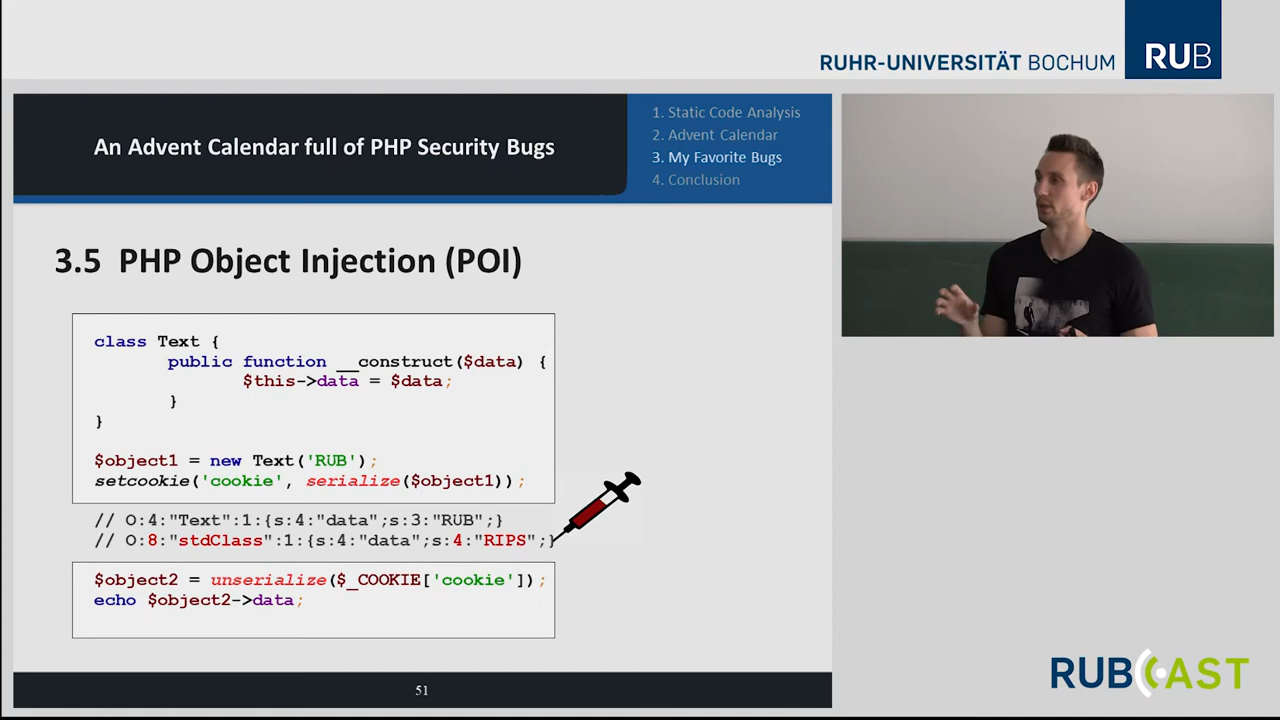 RUHR-UNIVERSITÄT BOCHUM
RUB
An Advent Calendar full of PHP Security Bugs
1. Static Code Analysis
2. Advent Calendar
3. My Favorite Bugs
4. Conclusion
3.5 PHP Object Injection (POI)
class Text {
public function __construct($data) {
$this->data = $data;
}
}
$object1 = new Text('RUB');
setcookie('cookie', serialize($object1));
// O:4:"Text":1:{s:4:"data";s:3:"RUB";}
// O:8:"stdClass":1:{s:4:"data";s:4:"RIPS";}
$object2 = unserialize($_COOKIE['cookie']);
echo $object2->data;
51
RUBCAST